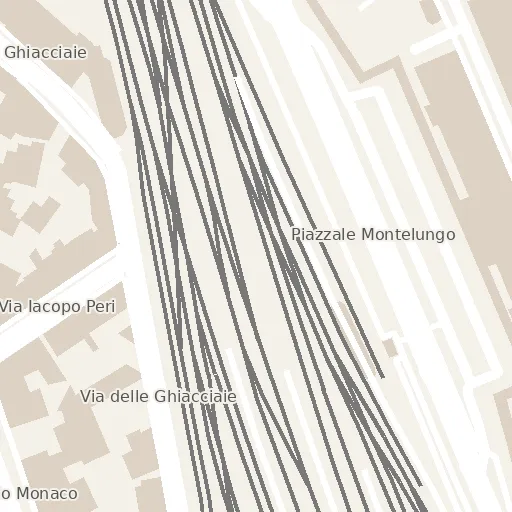 Ghiacciaie
Piazzale Montelungo
Via Iacopo Peri
Via delle Ghiacciaie
o Monaco